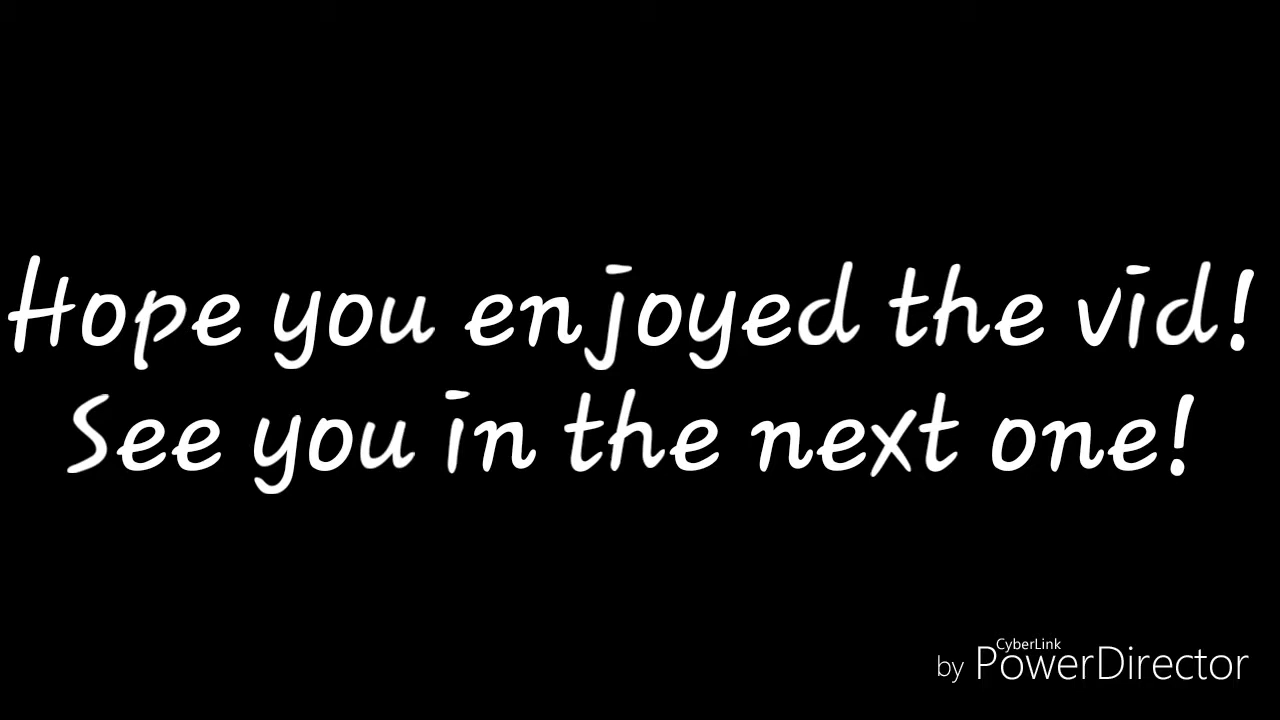 Hope you enjoyed the vid!
See you in the next one!
CyberLink
by PowerDirector